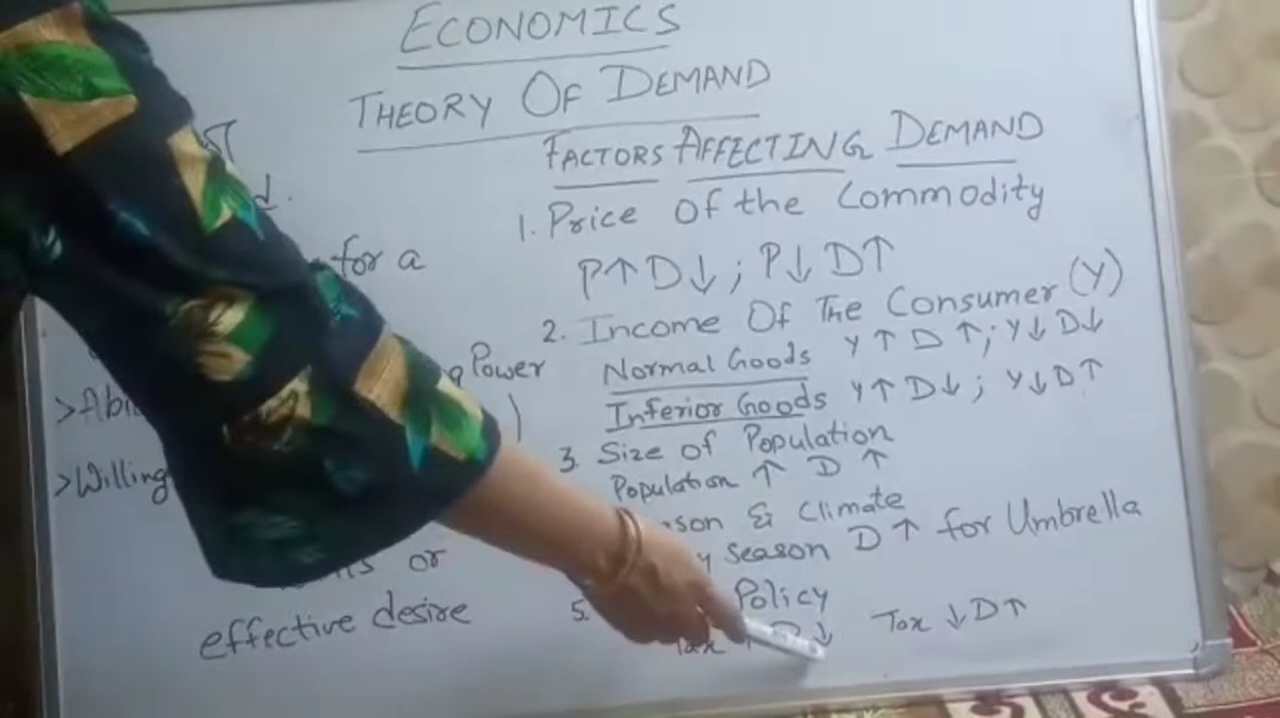 ECONOMICS
THEORY OF DEMAND
FACTORS AFFECTING DEMAND
1. Price Of the Commodity
P↑ D↓ ; P↓ D↑
2. Income Of The Consumer (Y)
Normal Goods Y↑ D↑ ; Y↓ D↓
Inferior Goods Y↑ D↓ ; Y↓ D↑
3. Size of Population
Population ↑ D ↑
& Climate
Season D ↑ for Umbrella
5. Policy
Tax D ↓ Tax ↓ D↑
for a
Power
>
>Willing
or
effective desire